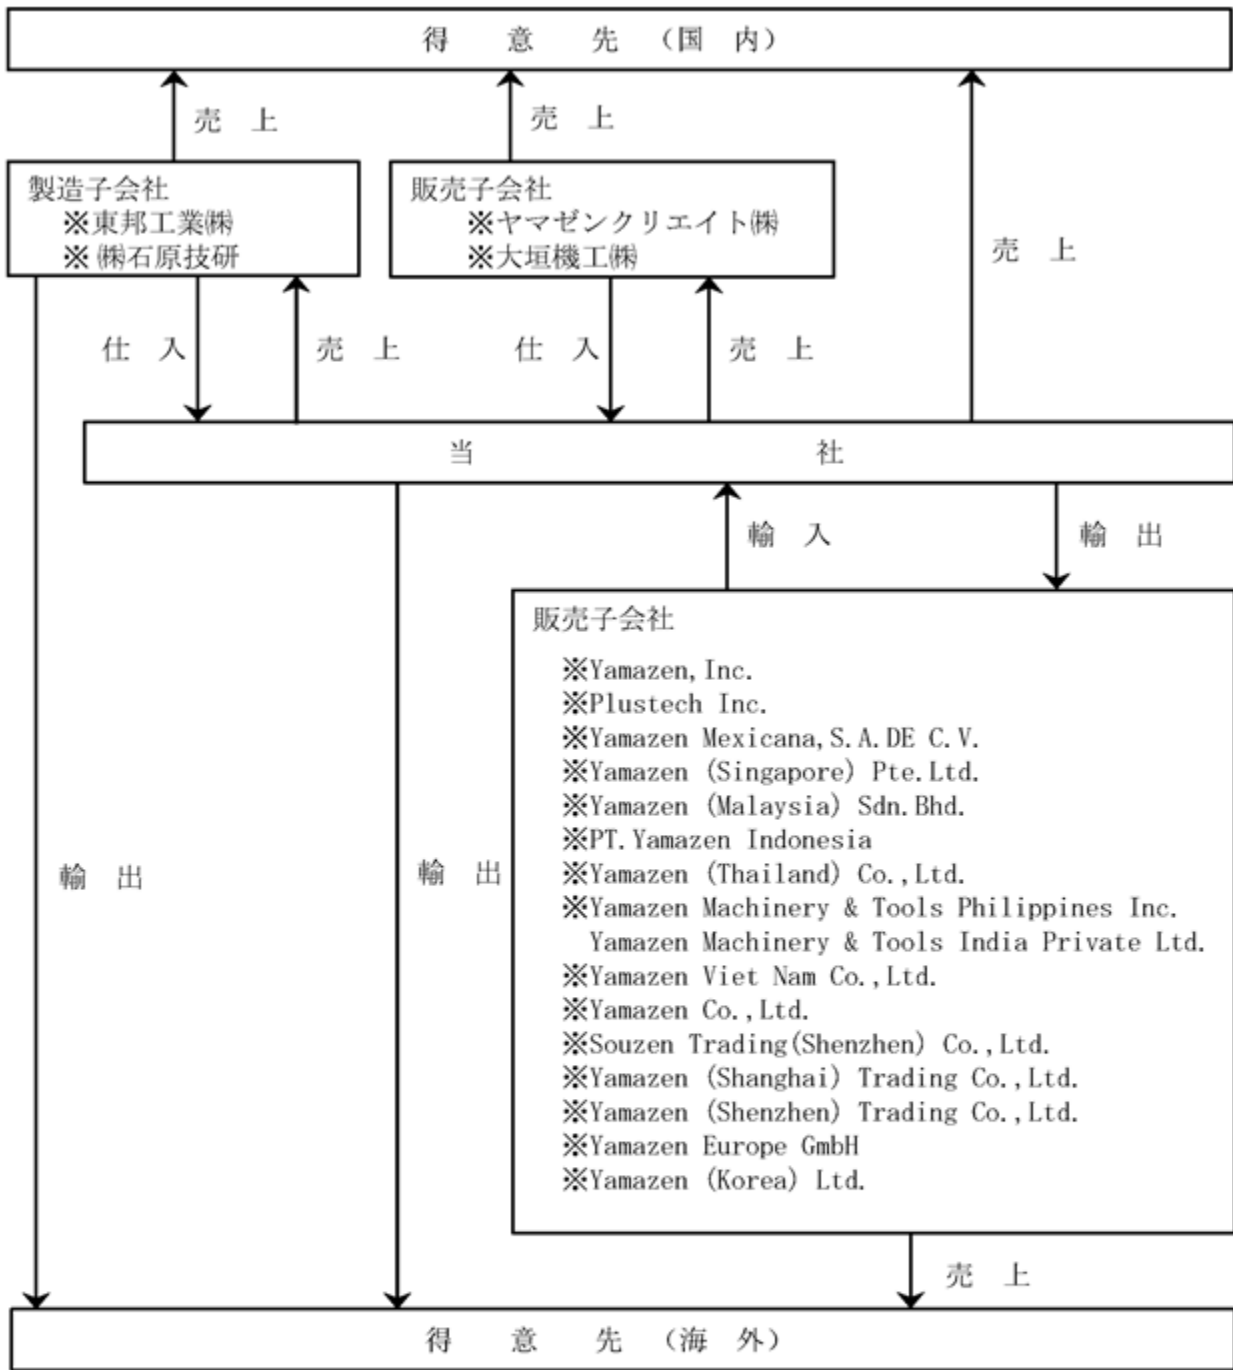 得 意 先 （国 内）
売 上
売 上
製造子会社
※東邦工業㈱
※㈱石原技研
販売子会社
※ヤマゼンクリエイト㈱
※大垣機工㈱
売 上
仕 入
売 上
仕 入
売 上
当 社
輸 入
輸 出
販売子会社
※Yamazen,Inc.
※Plustech Inc.
※Yamazen Mexicana,S.A.DE C.V.
※Yamazen (Singapore) Pte.Ltd.
※Yamazen (Malaysia) Sdn.Bhd.
※PT.Yamazen Indonesia
※Yamazen (Thailand) Co.,Ltd.
※Yamazen Machinery & Tools Philippines Inc.
Yamazen Machinery & Tools India Private Ltd.
※Yamazen Viet Nam Co.,Ltd.
※Yamazen Co.,Ltd.
※Souzen Trading(Shenzhen) Co.,Ltd.
※Yamazen (Shanghai) Trading Co.,Ltd.
※Yamazen (Shenzhen) Trading Co.,Ltd.
※Yamazen Europe GmbH
※Yamazen (Korea) Ltd.
輸 出
輸 出
売 上
得 意 先 （海 外）